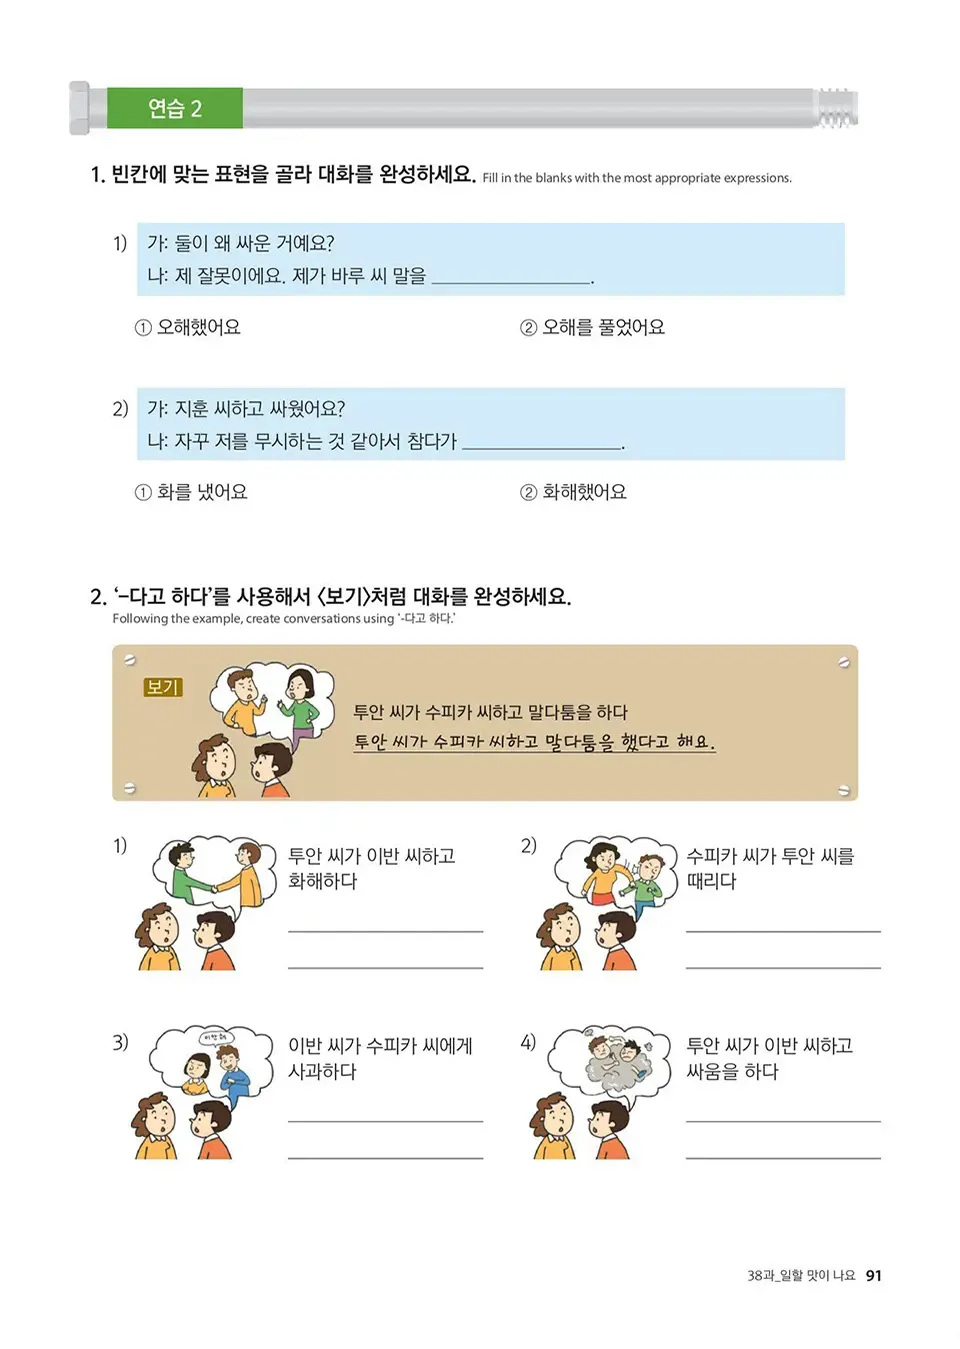 연습 2
1. 빈칸에 맞는 표현을 골라 대화를 완성하세요. Fill in the blanks with the most appropriate expressions.
1) 가: 둘이 왜 싸운 거예요?
나: 제 잘못이에요. 제가 바루 씨 말을 ________________.
① 오해했어요 ② 오해를 풀었어요
2) 가: 지훈 씨하고 싸웠어요?
나: 자꾸 저를 무시하는 것 같아서 참다가 ________________.
① 화를 냈어요 ② 화해했어요
2. ‘-다고 하다’를 사용해서 〈보기〉처럼 대화를 완성하세요.
Following the example, create conversations using ‘-다고 하다.’
보기
투안 씨가 수피카 씨하고 말다툼을 하다
투안 씨가 수피카 씨하고 말다툼을 했다고 해요.
1) 투안 씨가 이반 씨하고
화해하다
2) 수피카 씨가 투안 씨를
때리다
3) 이반 씨가 수피카 씨에게
사과하다
미안해
4) 투안 씨가 이반 씨하고
싸움을 하다
38과_일할 맛이 나요 91